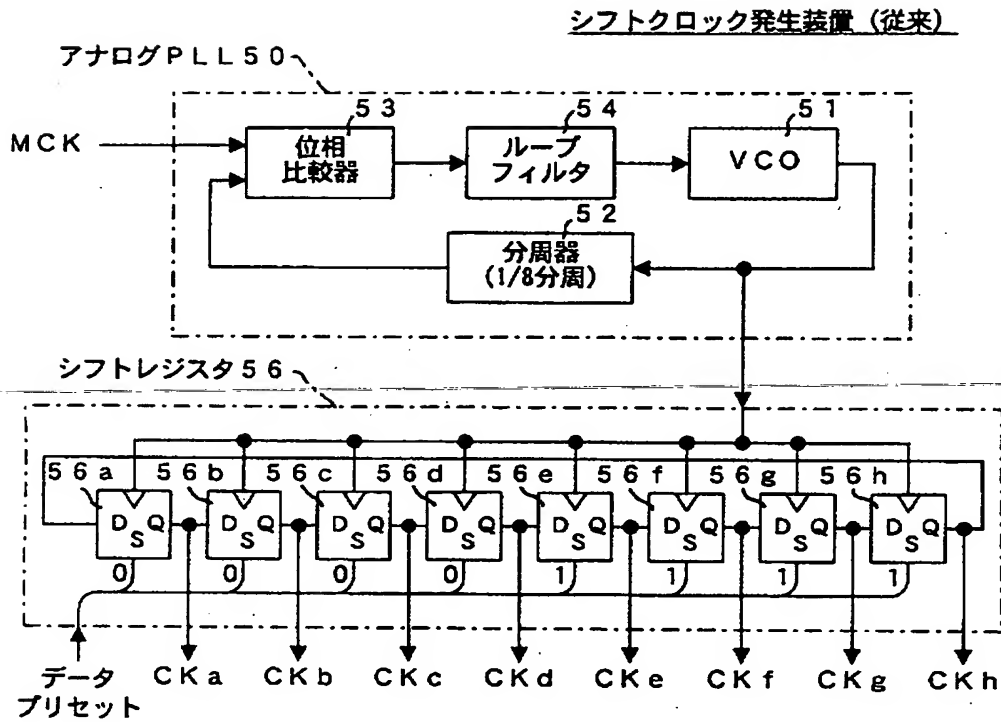 シフトクロック発生装置（従来）
アナログPLL50
53
54
51
MCK
位相
比較器
ループ
フィルタ
VCO
52
分周器
(1/8分周)
シフトレジスタ56
56a 56b 56c 56d 56e 56f 56g 56h
D S Q D S Q D S Q D S Q D S Q D S Q D S Q D S Q
0 0 0 0 1 1 1 1
データ
プリセット
CKa CKb CKc CKd CKe CKf CKg CKh